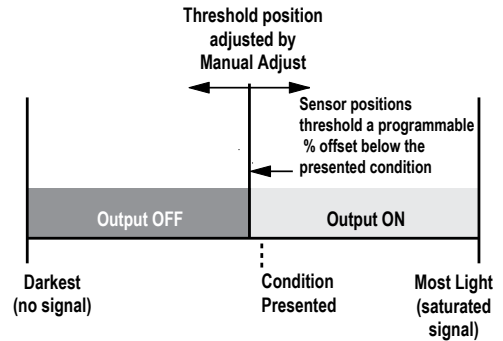 Threshold position
adjusted by
Manual Adjust
Sensor positions
threshold a programmable
% offset below the
presented condition
Output OFF
Output ON
Darkest
(no signal)
Condition
Presented
Most Light
(saturated
signal)